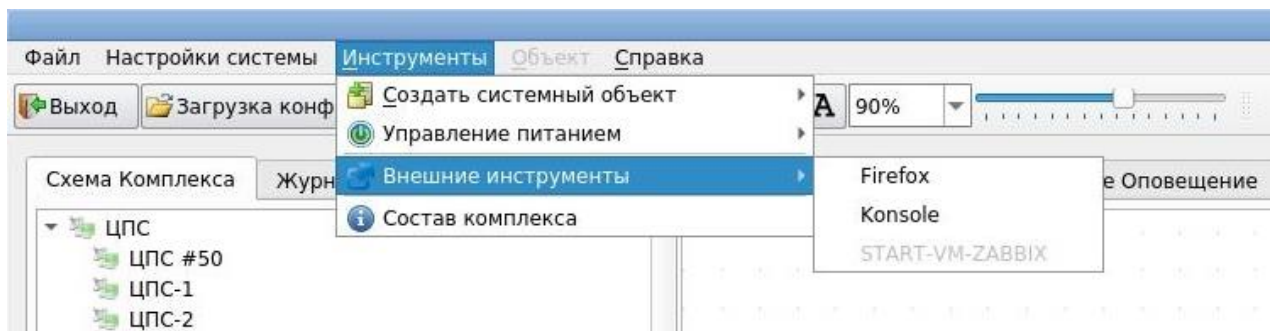 Файл Настройки системы Инструменты Объект Справка
Выход Загрузка конф
A 90%
Создать системный объект
Управление питанием
Внешние инструменты
Состав комплекса
Firefox
Konsole
START-VM-ZABBIX
Схема Комплекса Журн
е Оповещение
ЦПС
ЦПС #50
ЦПС-1
ЦПС-2